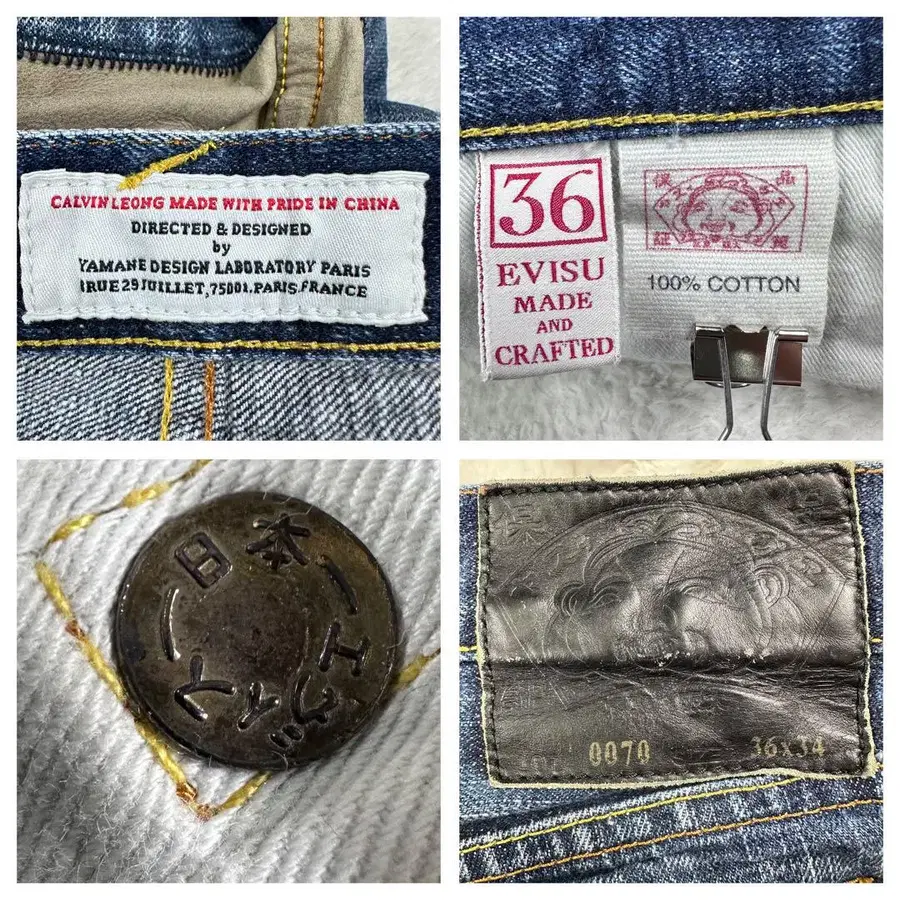 CALVIN LEONG MADE WITH PRIDE IN CHINA
DIRECTED & DESIGNED
by
YAMANE DESIGN LABORATORY PARIS
1RUE 29 JUILLET,75001.PARIS.FRANCE
36
EVISU
MADE
AND
CRAFTED
100% COTTON
日本
エヴィス
0070 36x34